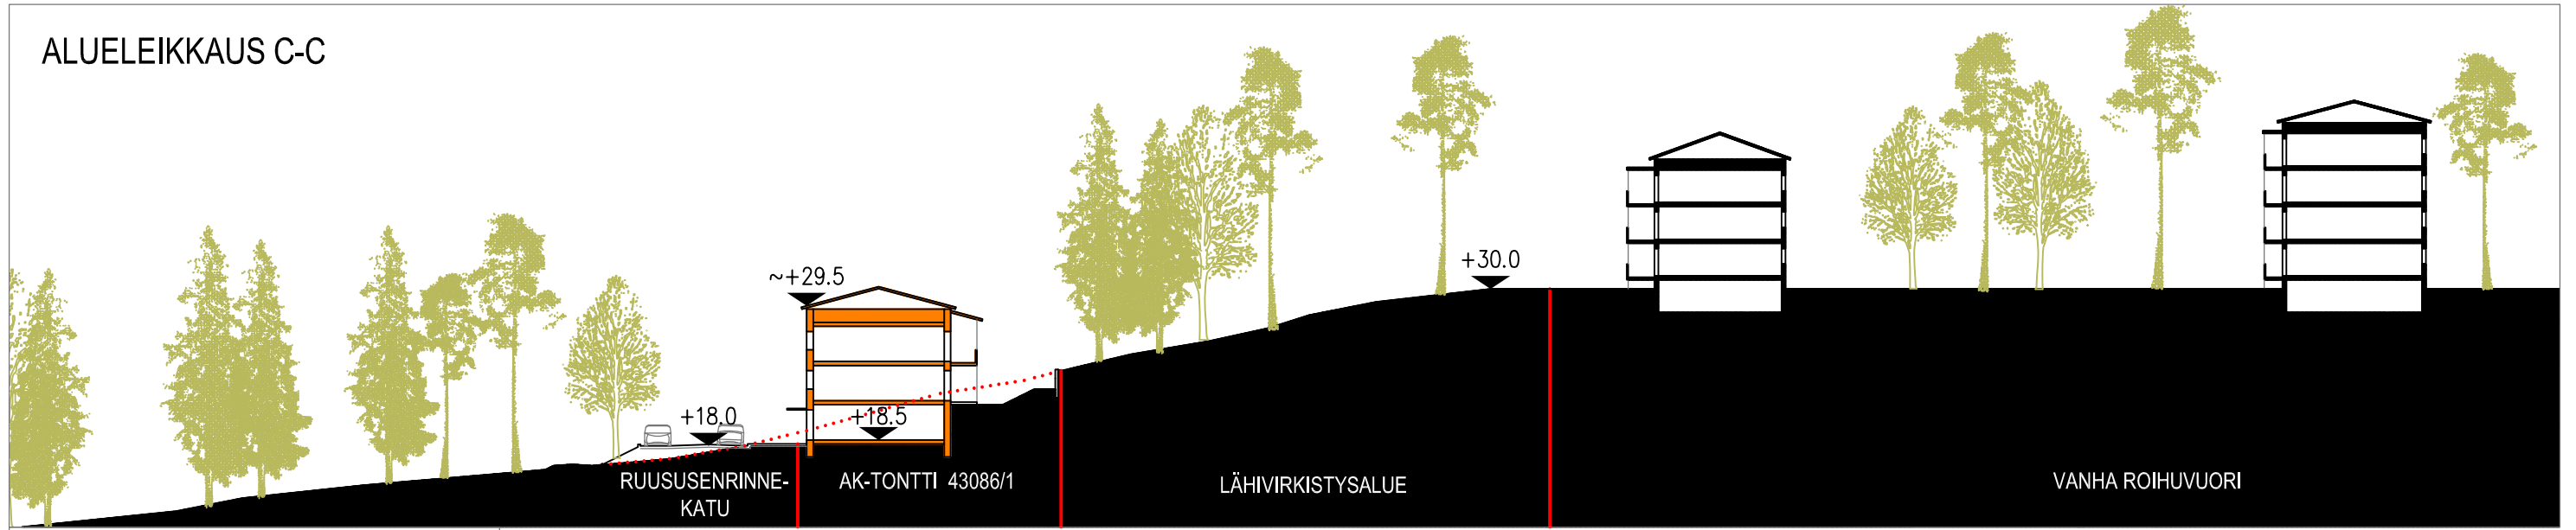 ALUELEIKKAUS C-C
~+29.5
+30.0
+18.0
+18.5
RUUSUSENRINNE-
KATU
AK-TONTTI 43086/1
LÄHIVIRKISTYSALUE
VANHA ROIHUVUORI